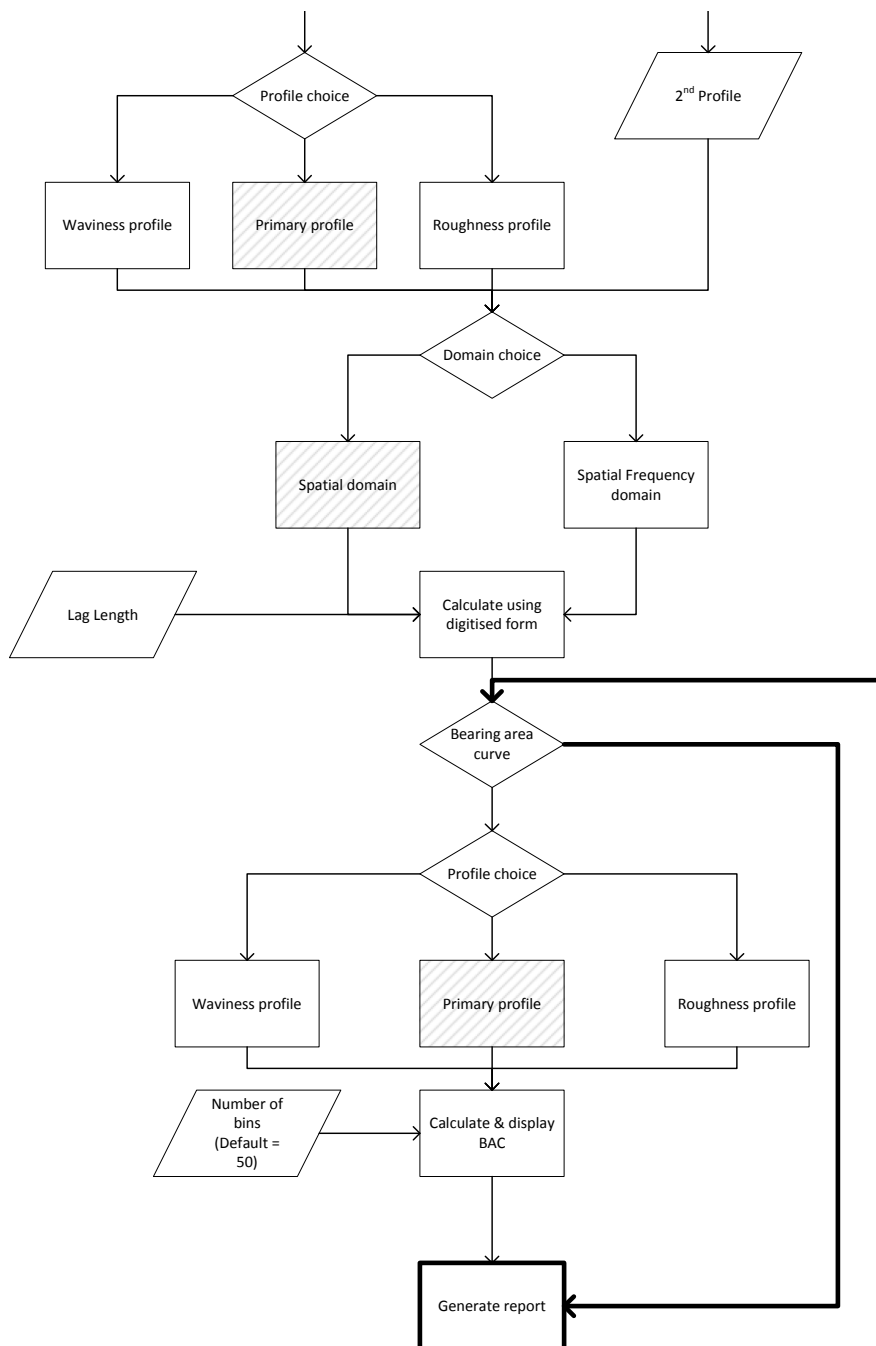 Profile choice
2nd Profile
Waviness profile
Primary profile
Roughness profile
Domain choice
Spatial domain
Spatial Frequency
domain
Lag Length
Calculate using
digitised form
Bearing area
curve
Profile choice
Waviness profile
Primary profile
Roughness profile
Number of
bins
(Default =
50)
Calculate & display
BAC
Generate report